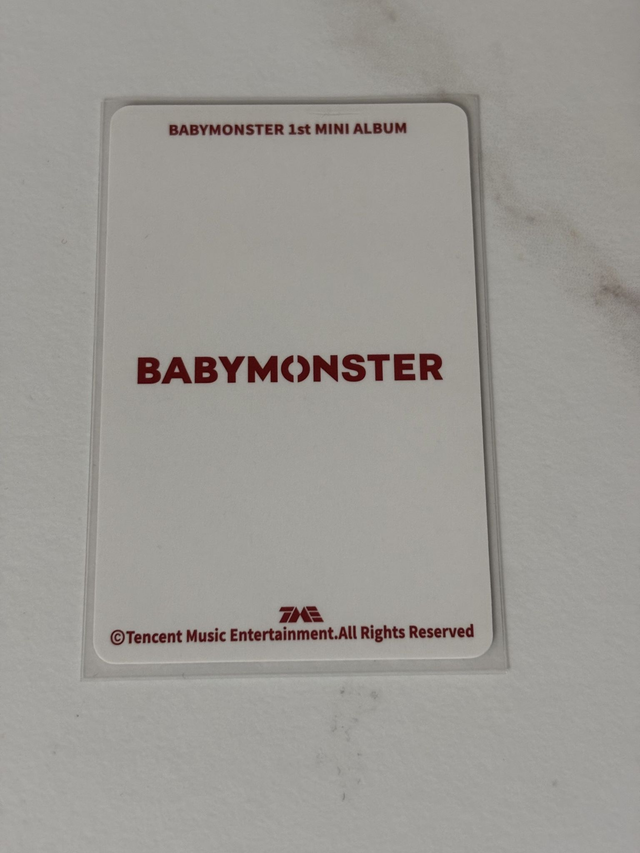 BABYMONSTER 1st MINI ALBUM
BABYMONSTER
TME
©Tencent Music Entertainment.All Rights Reserved